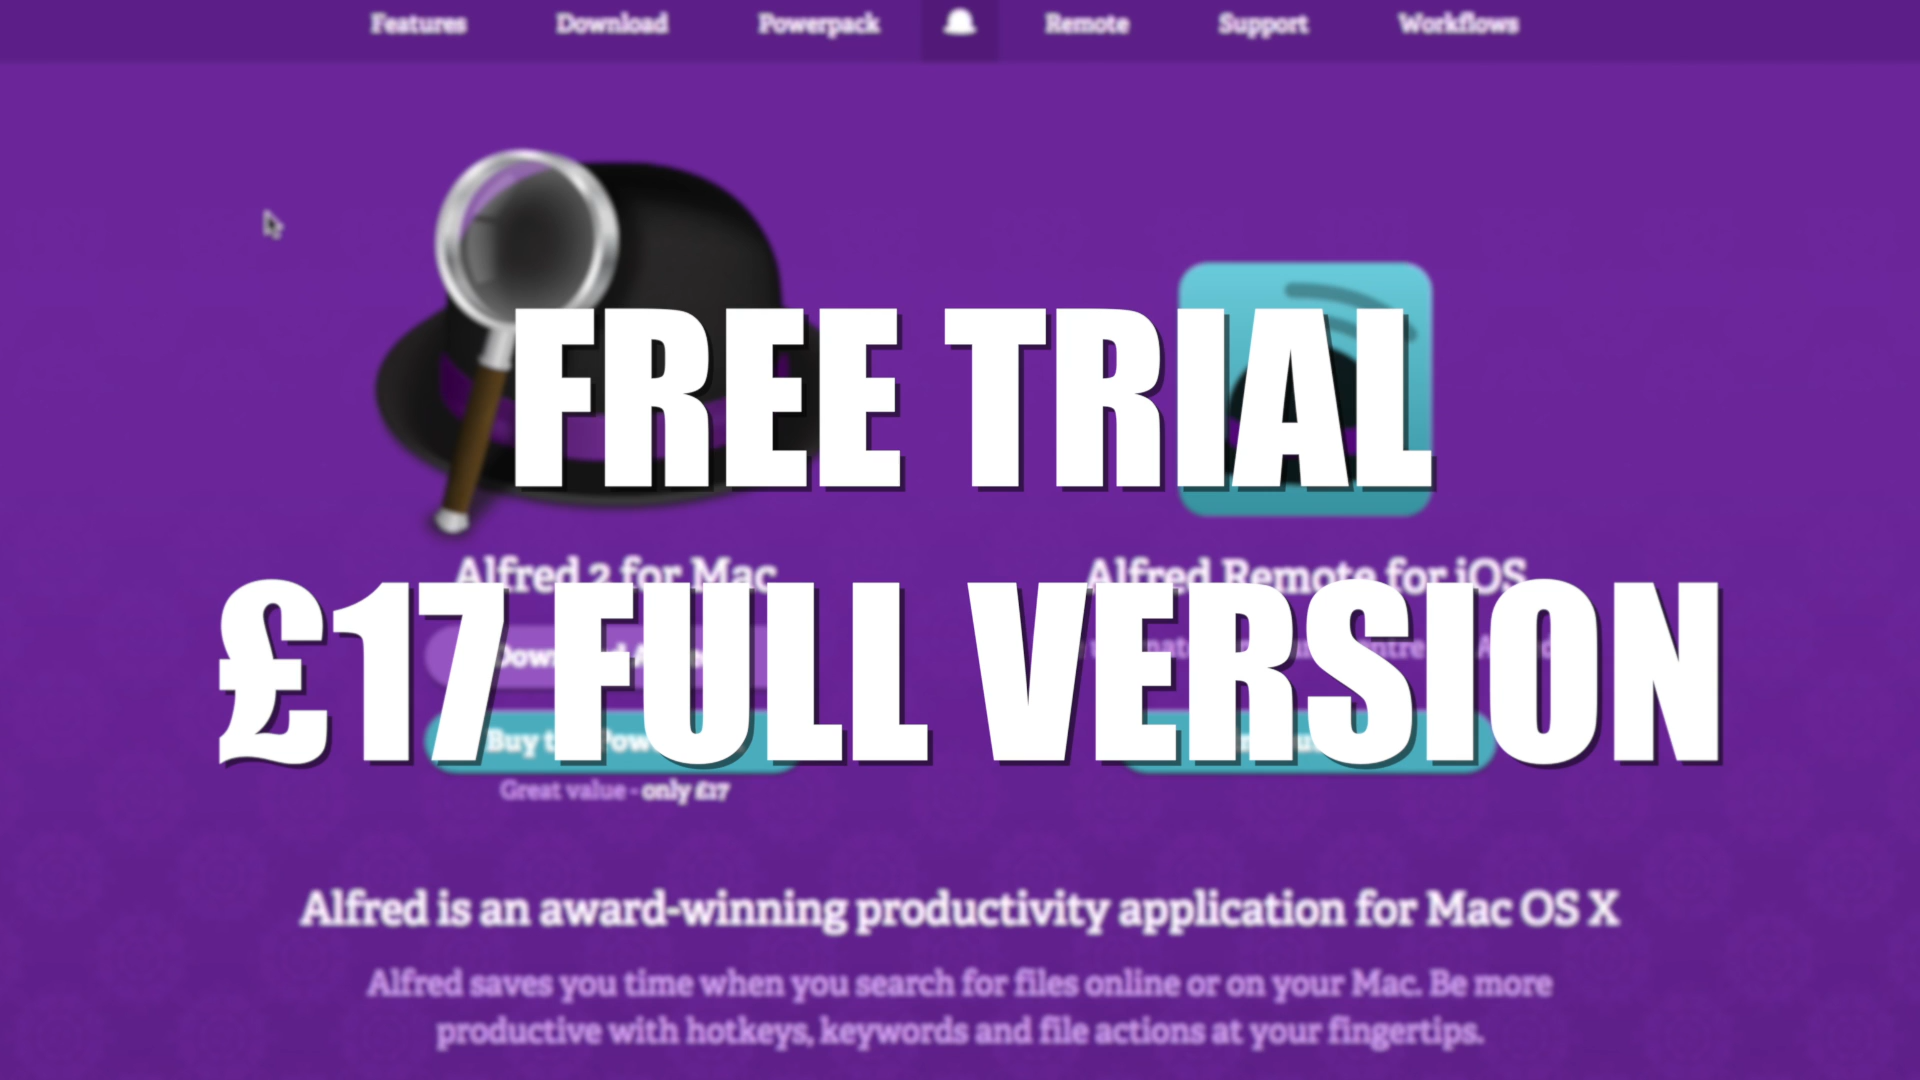 Features Download Powerpack Remote Support Workflows
FREE TRIAL
Alfred 2 for Mac
Alfred Remote for iOS
£17 FULL VERSION
Buy
Great value - only £17
Alfred is an award-winning productivity application for Mac OS X
Alfred saves you time when you search for files online or on your Mac. Be more
productive with hotkeys, keywords and file actions at your fingertips.